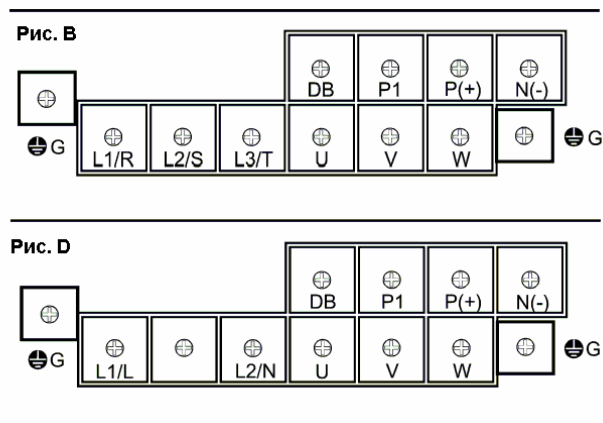 Рис. B
DB P1 P(+) N(-)
G L1/R L2/S L3/T U V W G
Рис. D
DB P1 P(+) N(-)
G L1/L L2/N U V W G